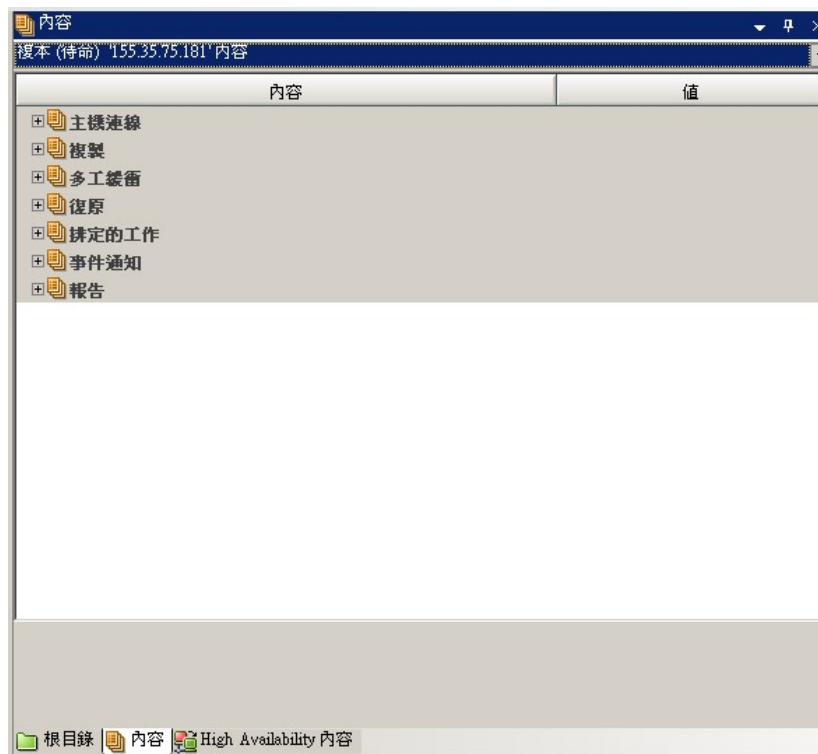 內容
複本 (待命) '155.35.75.181' 內容
內容 值
主機連線
複製
多工緩衝
復原
排定的工作
事件通知
報告
根目錄 內容 High Availability 內容